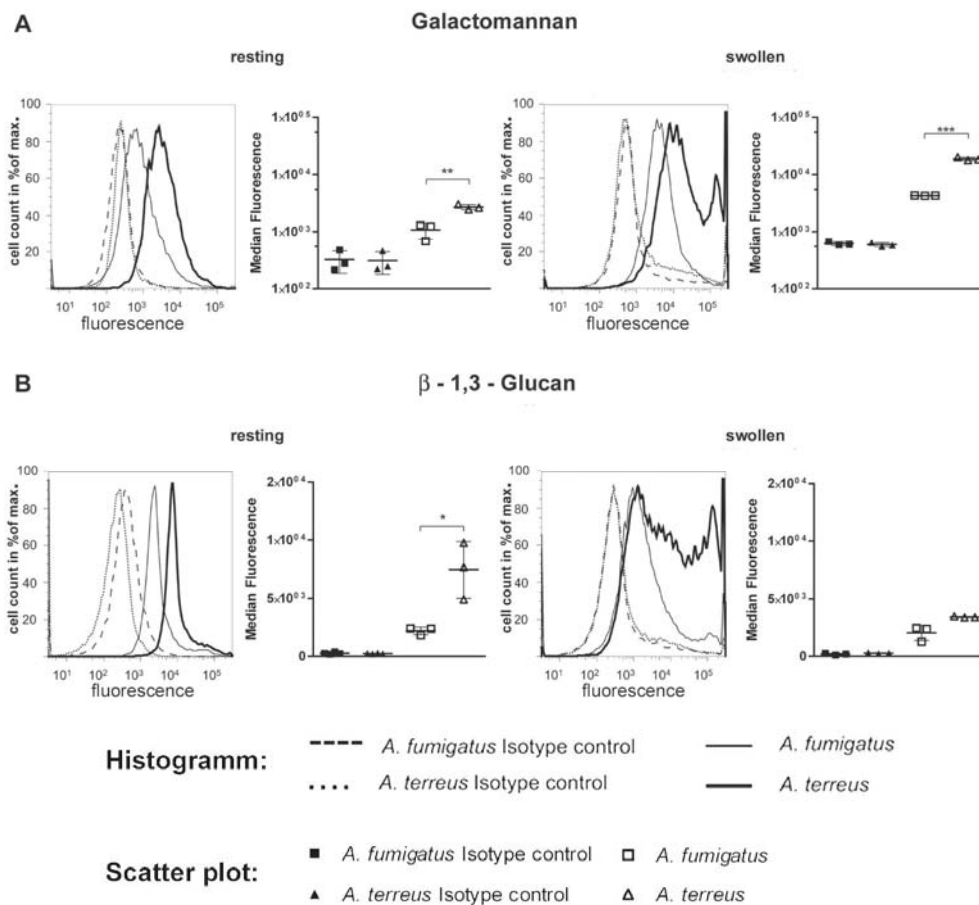 A
Galactomannan
resting
swollen
cell count in %of max.
100
80
60
40
20
10¹ 10² 10³ 10⁴ 10⁵
fluorescence
Median Fluorescence
1×10⁰⁵
1×10⁰⁴
1×10⁰³
1×10⁰²
**
cell count in %of max.
100
80
60
40
20
10¹ 10² 10³ 10⁴ 10⁵
fluorescence
Median Fluorescence
1×10⁰⁵
1×10⁰⁴
1×10⁰³
1×10⁰²
***
B
β - 1,3 - Glucan
resting
swollen
cell count in %of max.
100
80
60
40
20
10¹ 10² 10³ 10⁴ 10⁵
fluorescence
Median Fluorescence
2×10⁰⁴
1×10⁰⁴
5×10⁰³
0
*
cell count in %of max.
100
80
60
40
20
10¹ 10² 10³ 10⁴ 10⁵
fluorescence
Median Fluorescence
2×10⁰⁴
1×10⁰⁴
5×10⁰³
0
Histogramm:
A. fumigatus Isotype control
A. fumigatus
A. terreus Isotype control
A. terreus
Scatter plot:
A. fumigatus Isotype control
A. fumigatus
A. terreus Isotype control
A. terreus